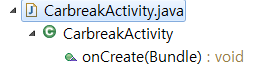 CarbreakActivity.java
CarbreakActivity
onCreate(Bundle) : void